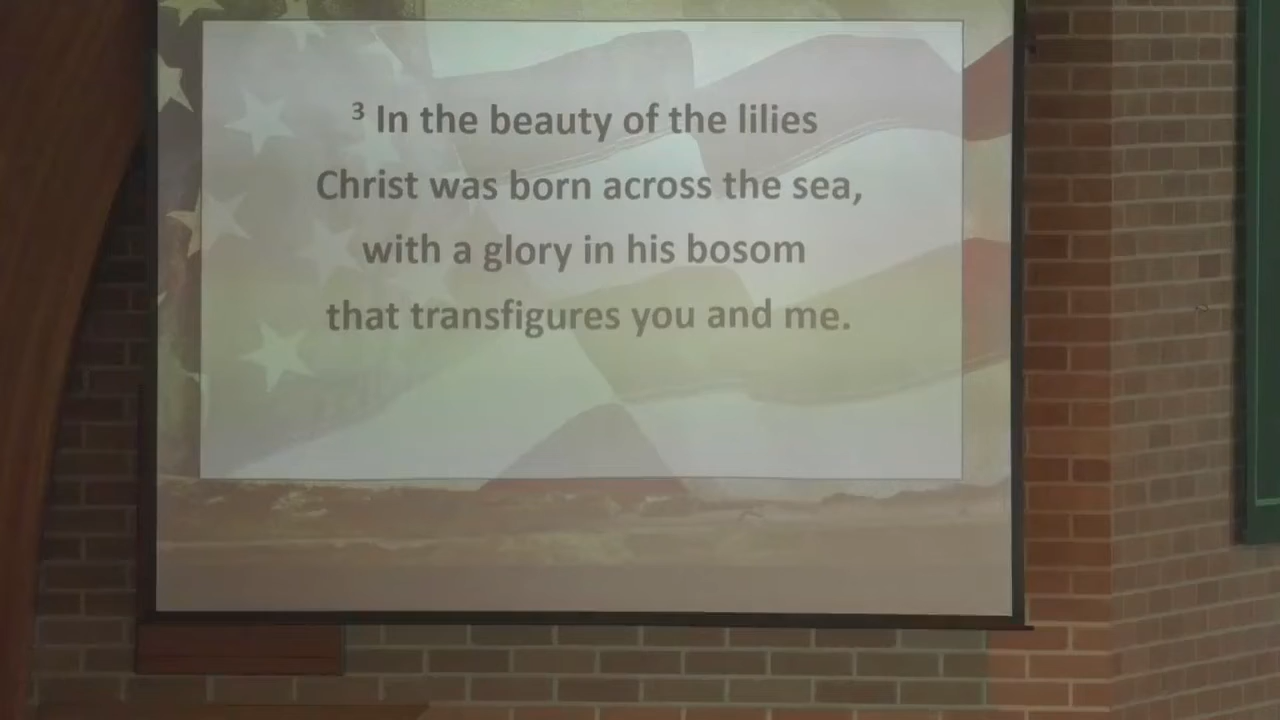 3 In the beauty of the lilies
Christ was born across the sea,
with a glory in his bosom
that transfigures you and me.